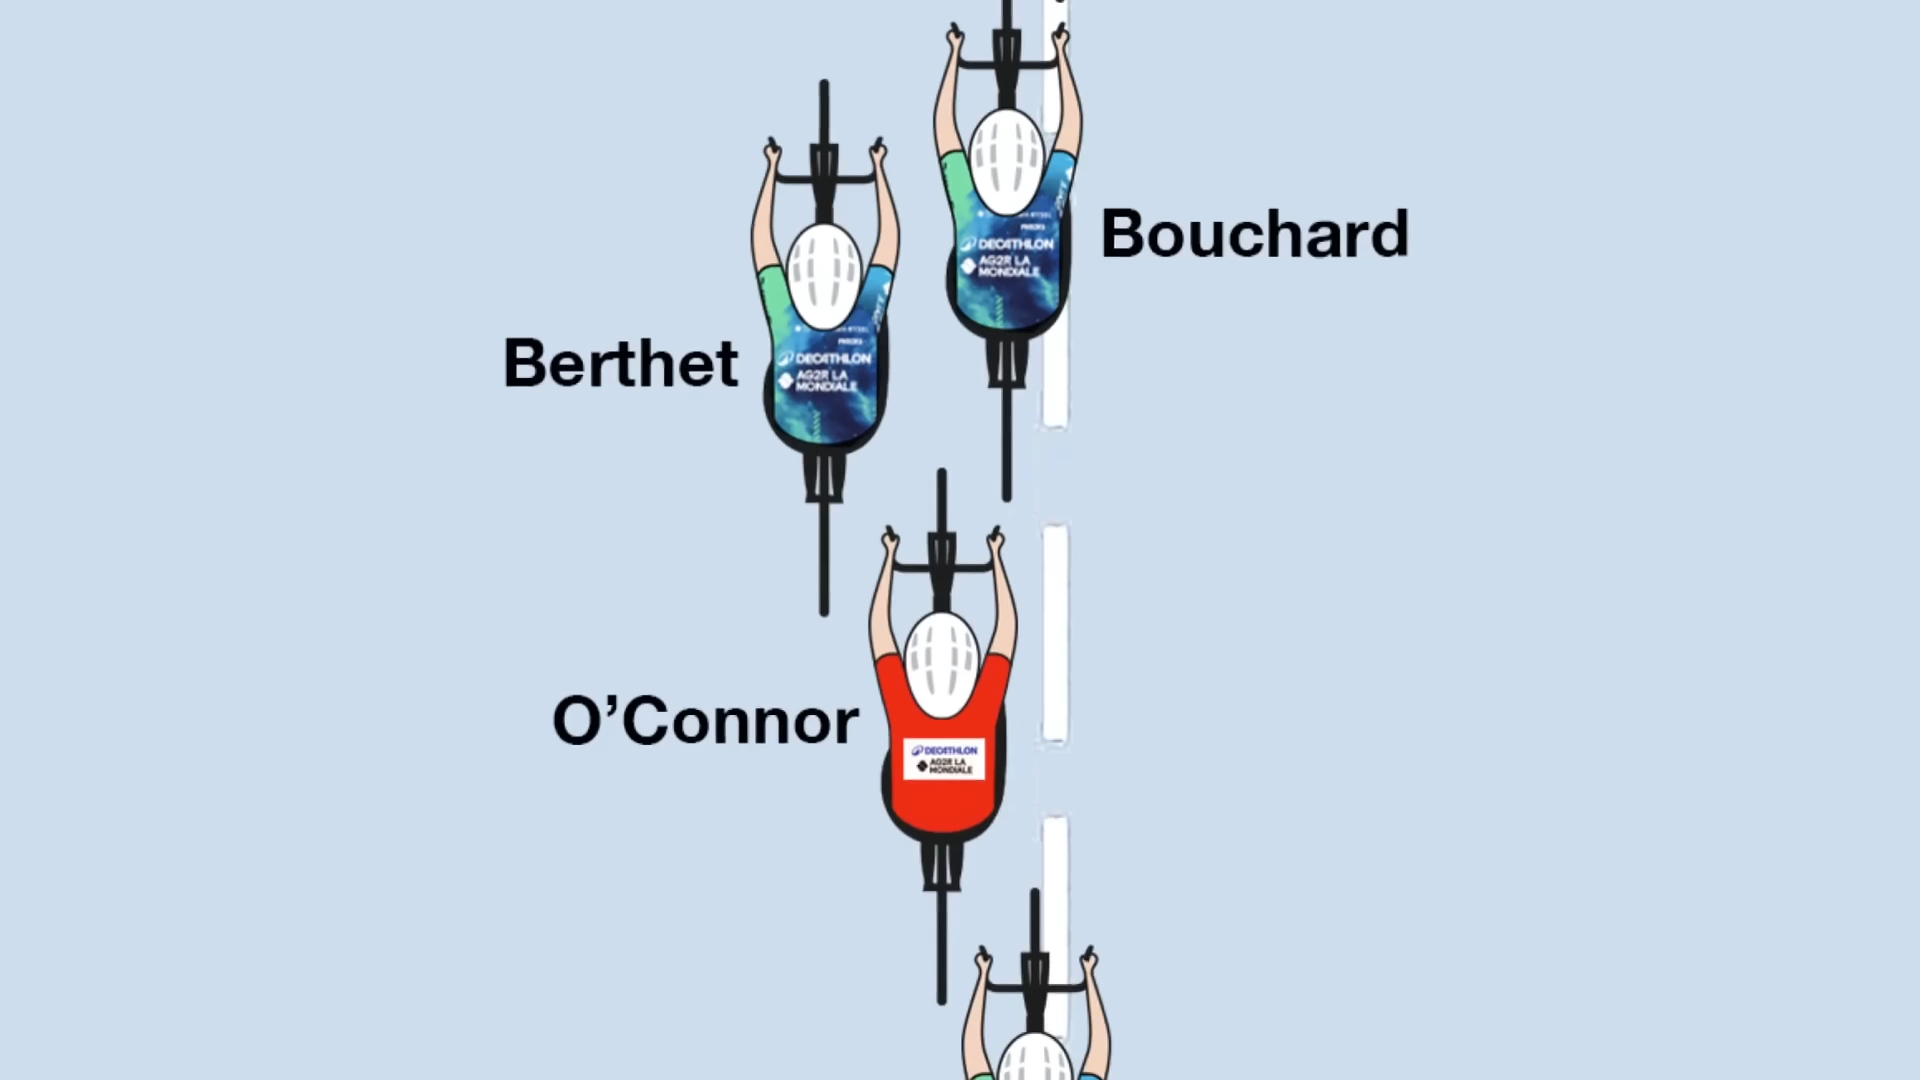 Bouchard
DECATHLON
AG2R LA
MONDIALE
Berthet
DECATHLON
AG2R LA
MONDIALE
O’Connor
DECATHLON
AG2R LA
MONDIALE